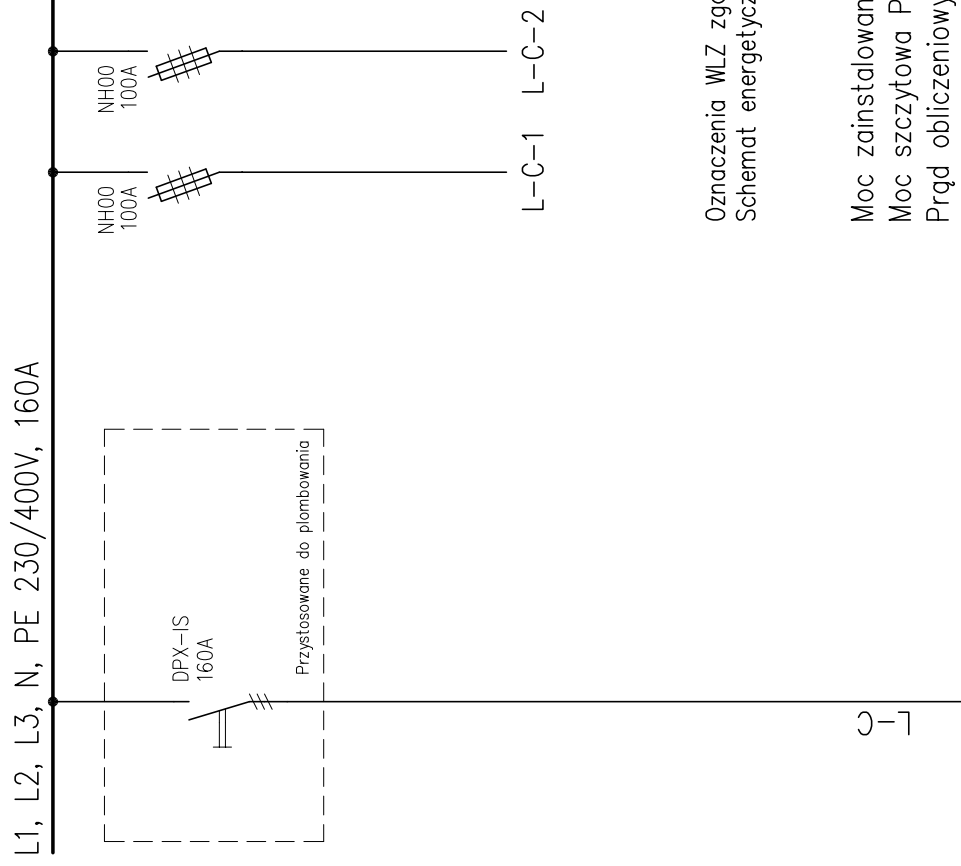 L1, L2, L3, N, PE 230/400V, 160A
NH00
100A
NH00
100A
DPX-IS
160A
Przystosowane do plombowania
L-C-1
L-C-2
L-C
Oznaczenia WLZ zgo
Schemat energetycz
Moc zainstalowan
Moc szczytowa P
Prąd obliczeniowy